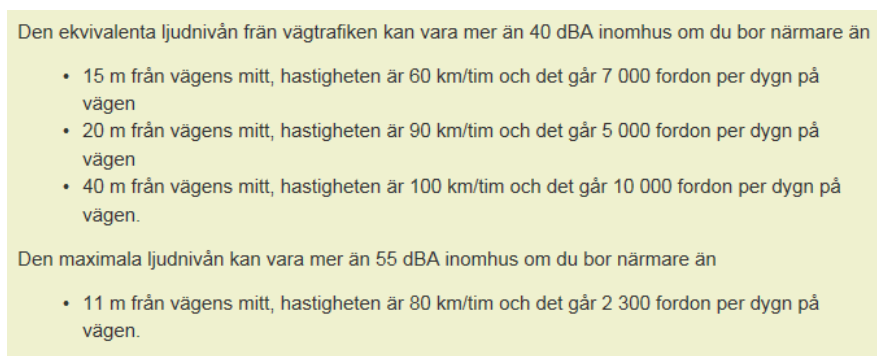 Den ekvivalenta ljudnivån från vägtrafiken kan vara mer än 40 dBA inomhus om du bor närmare än
• 15 m från vägens mitt, hastigheten är 60 km/tim och det går 7 000 fordon per dygn på
vägen
• 20 m från vägens mitt, hastigheten är 90 km/tim och det går 5 000 fordon per dygn på
vägen
• 40 m från vägens mitt, hastigheten är 100 km/tim och det går 10 000 fordon per dygn på
vägen.
Den maximala ljudnivån kan vara mer än 55 dBA inomhus om du bor närmare än
• 11 m från vägens mitt, hastigheten är 80 km/tim och det går 2 300 fordon per dygn på
vägen.